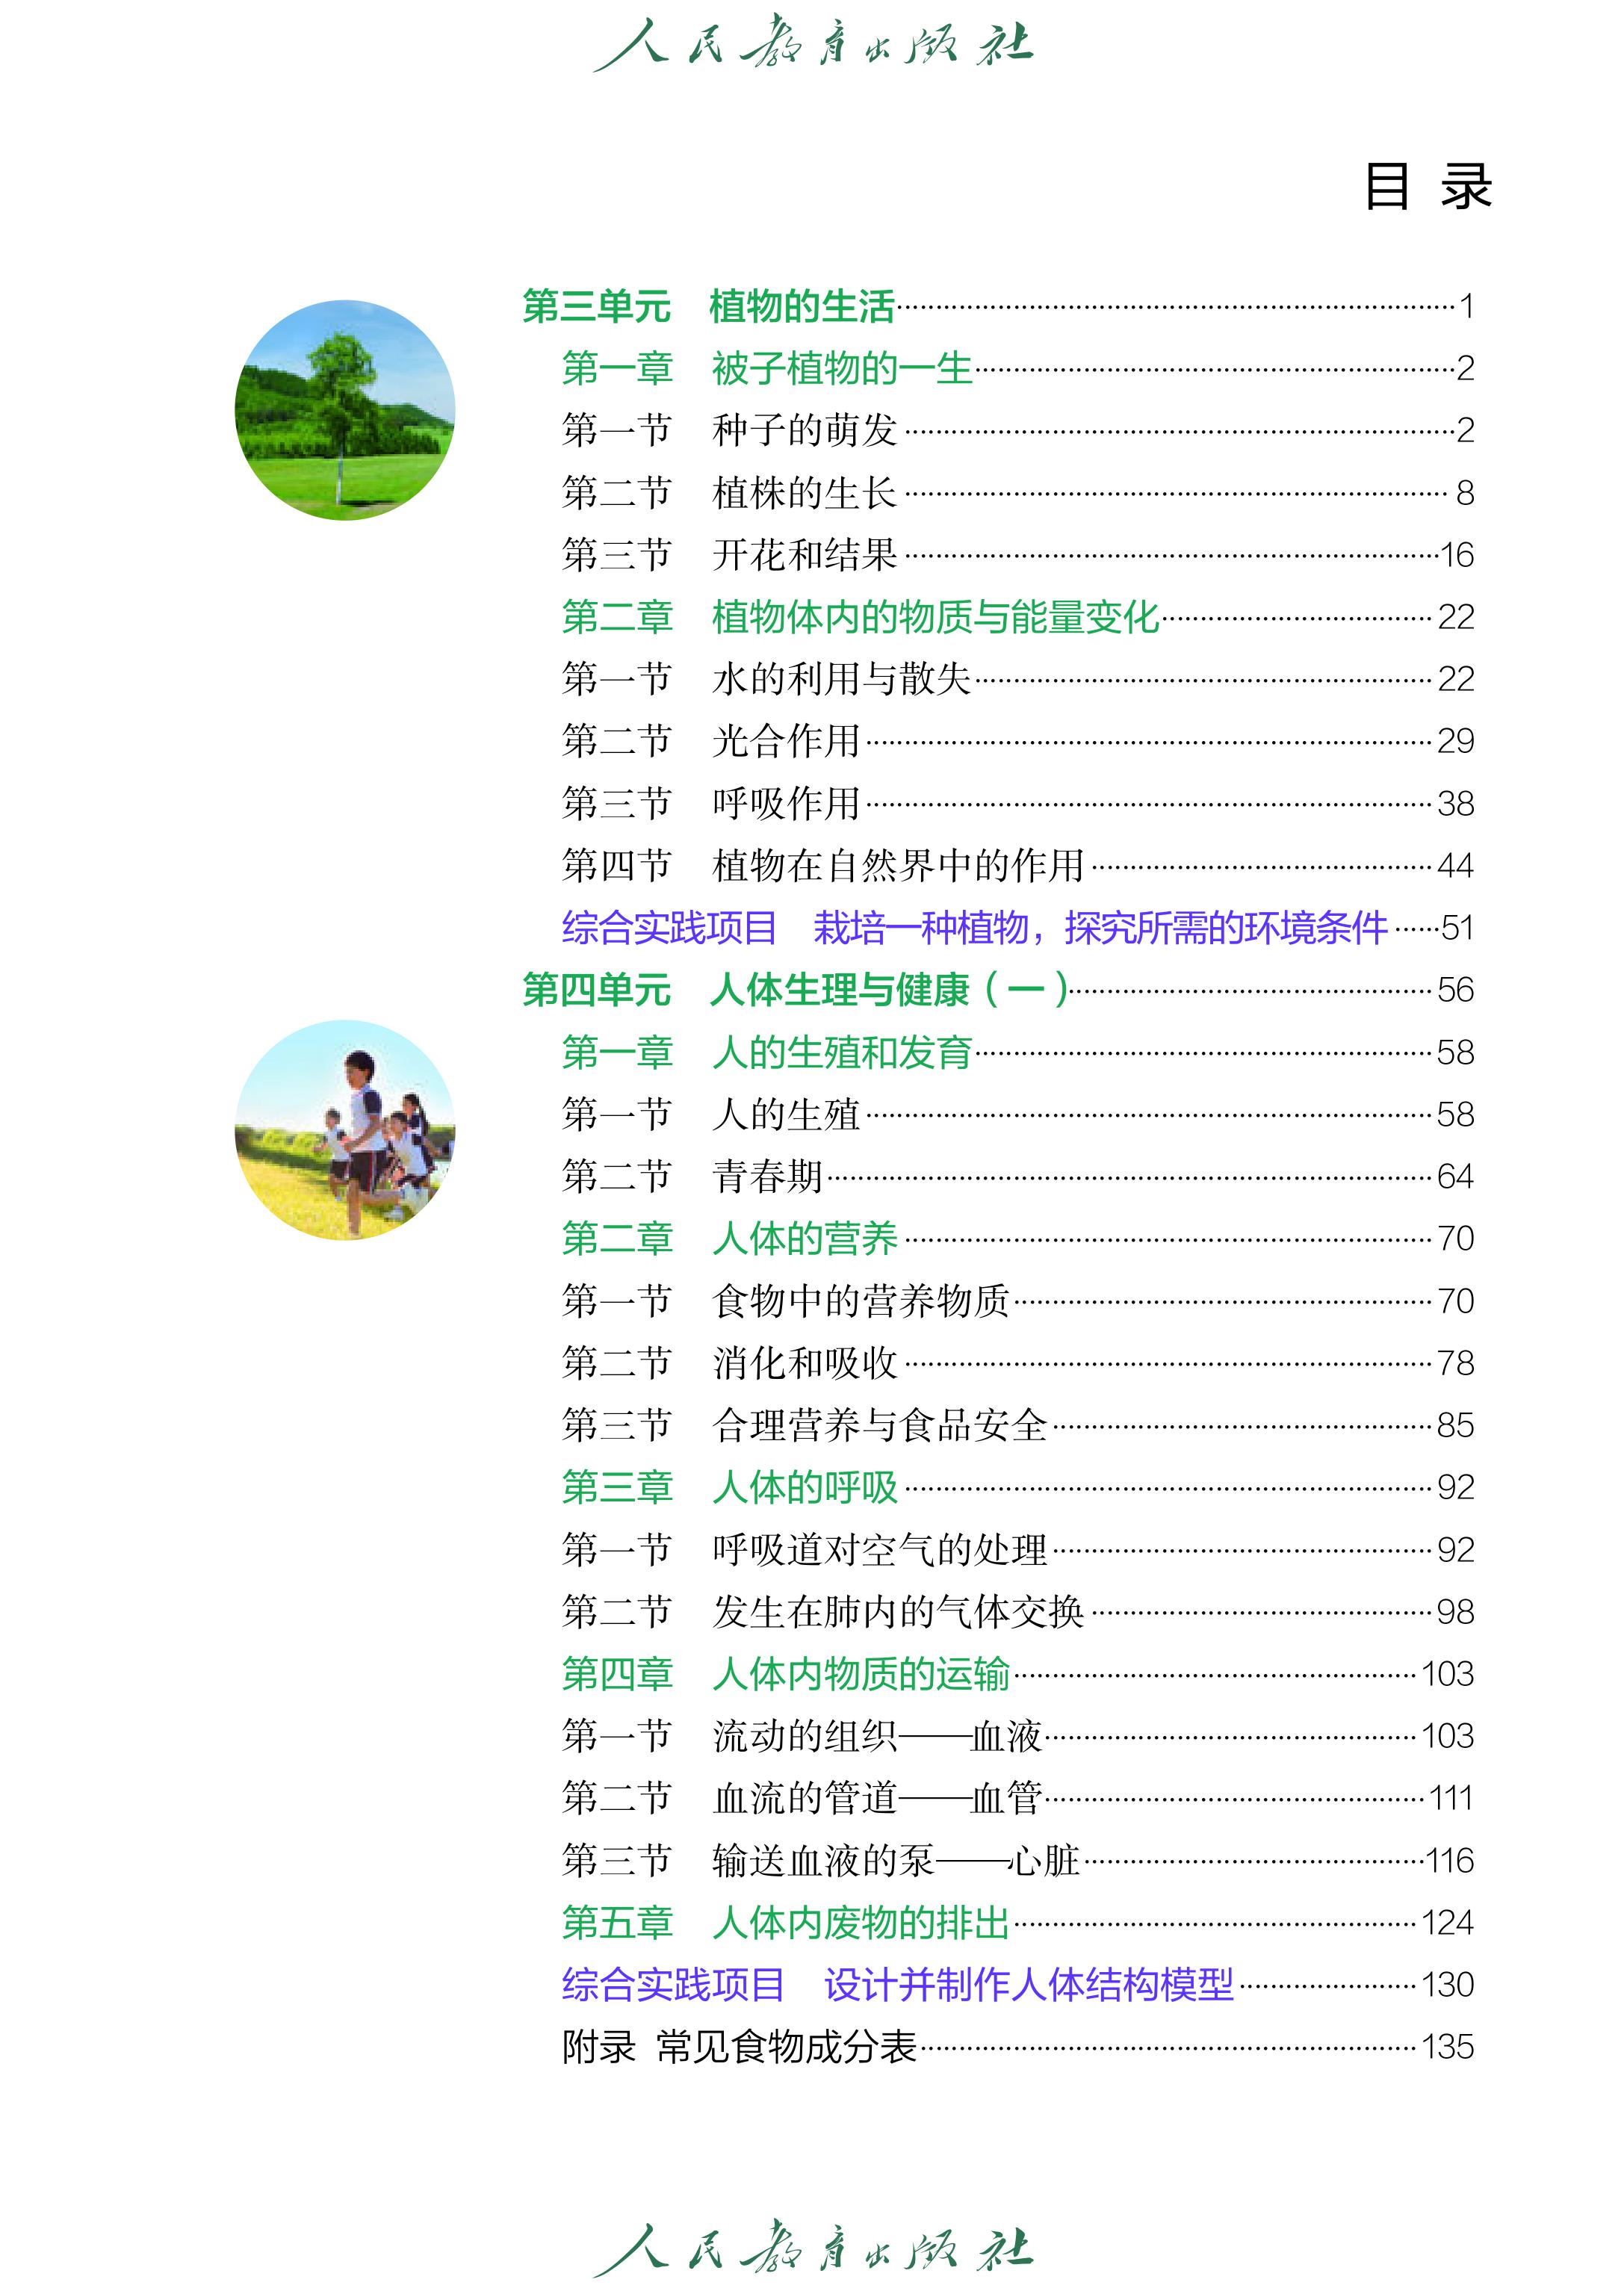 人民教育出版社
目 录
第三单元 植物的生活……1
第一章 被子植物的一生……2
第一节 种子的萌发……2
第二节 植株的生长……8
第三节 开花和结果……16
第二章 植物体内的物质与能量变化……22
第一节 水的利用与散失……22
第二节 光合作用……29
第三节 呼吸作用……38
第四节 植物在自然界中的作用……44
综合实践项目 栽培一种植物，探究所需的环境条件……51
第四单元 人体生理与健康（一）……56
第一章 人的生殖和发育……58
第一节 人的生殖……58
第二节 青春期……64
第二章 人体的营养……70
第一节 食物中的营养物质……70
第二节 消化和吸收……78
第三节 合理营养与食品安全……85
第三章 人体的呼吸……92
第一节 呼吸道对空气的处理……92
第二节 发生在肺内的气体交换……98
第四章 人体内物质的运输……103
第一节 流动的组织——血液……103
第二节 血流的管道——血管……111
第三节 输送血液的泵——心脏……116
第五章 人体内废物的排出……124
综合实践项目 设计并制作人体结构模型……130
附录 常见食物成分表……135
人民教育出版社